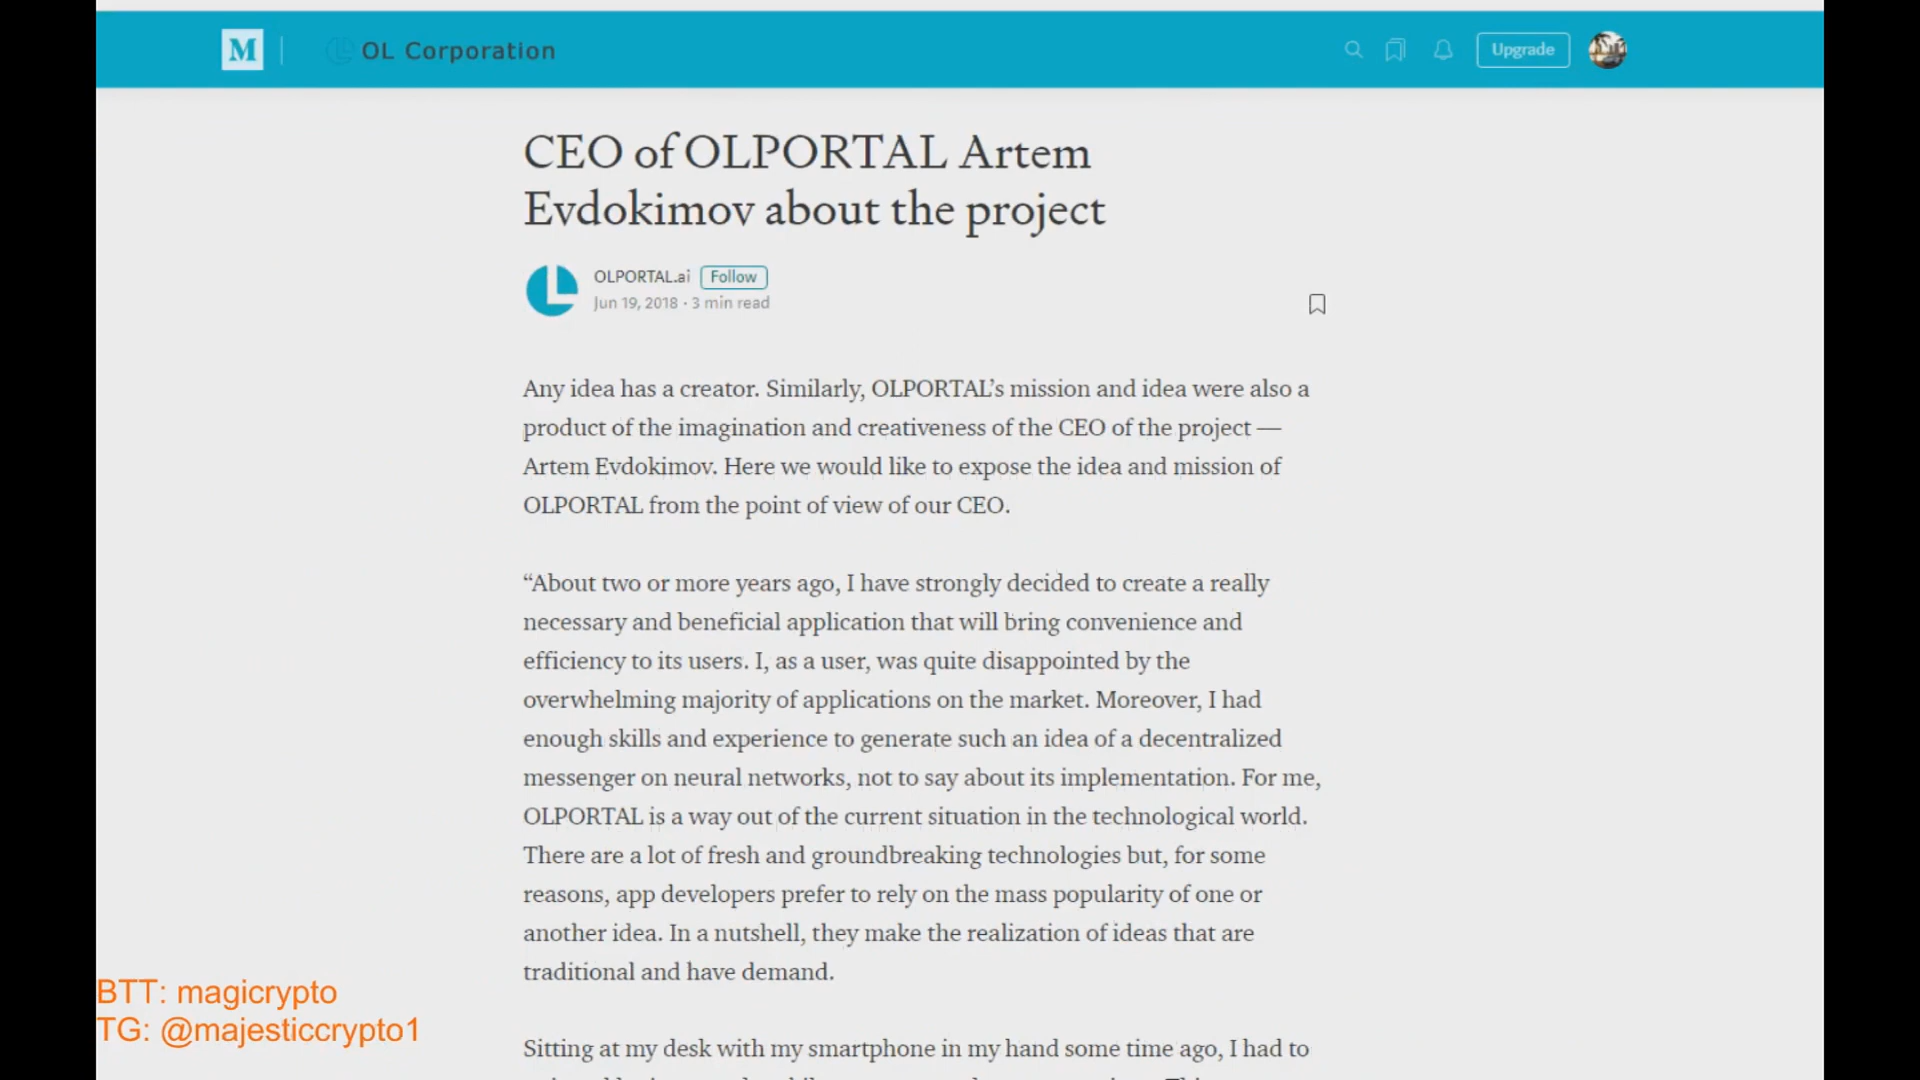 M
OL Corporation
Upgrade
CEO of OLPORTAL Artem
Evdokimov about the project
OLPORTAL.ai Follow
Jun 19, 2018 · 3 min read
Any idea has a creator. Similarly, OLPORTAL’s mission and idea were also a
product of the imagination and creativeness of the CEO of the project —
Artem Evdokimov. Here we would like to expose the idea and mission of
OLPORTAL from the point of view of our CEO.
“About two or more years ago, I have strongly decided to create a really
necessary and beneficial application that will bring convenience and
efficiency to its users. I, as a user, was quite disappointed by the
overwhelming majority of applications on the market. Moreover, I had
enough skills and experience to generate such an idea of a decentralized
messenger on neural networks, not to say about its implementation. For me,
OLPORTAL is a way out of the current situation in the technological world.
There are a lot of fresh and groundbreaking technologies but, for some
reasons, app developers prefer to rely on the mass popularity of one or
another idea. In a nutshell, they make the realization of ideas that are
traditional and have demand.
BTT: magicrypto
TG: @majesticcrypto1
Sitting at my desk with my smartphone in my hand some time ago, I had to